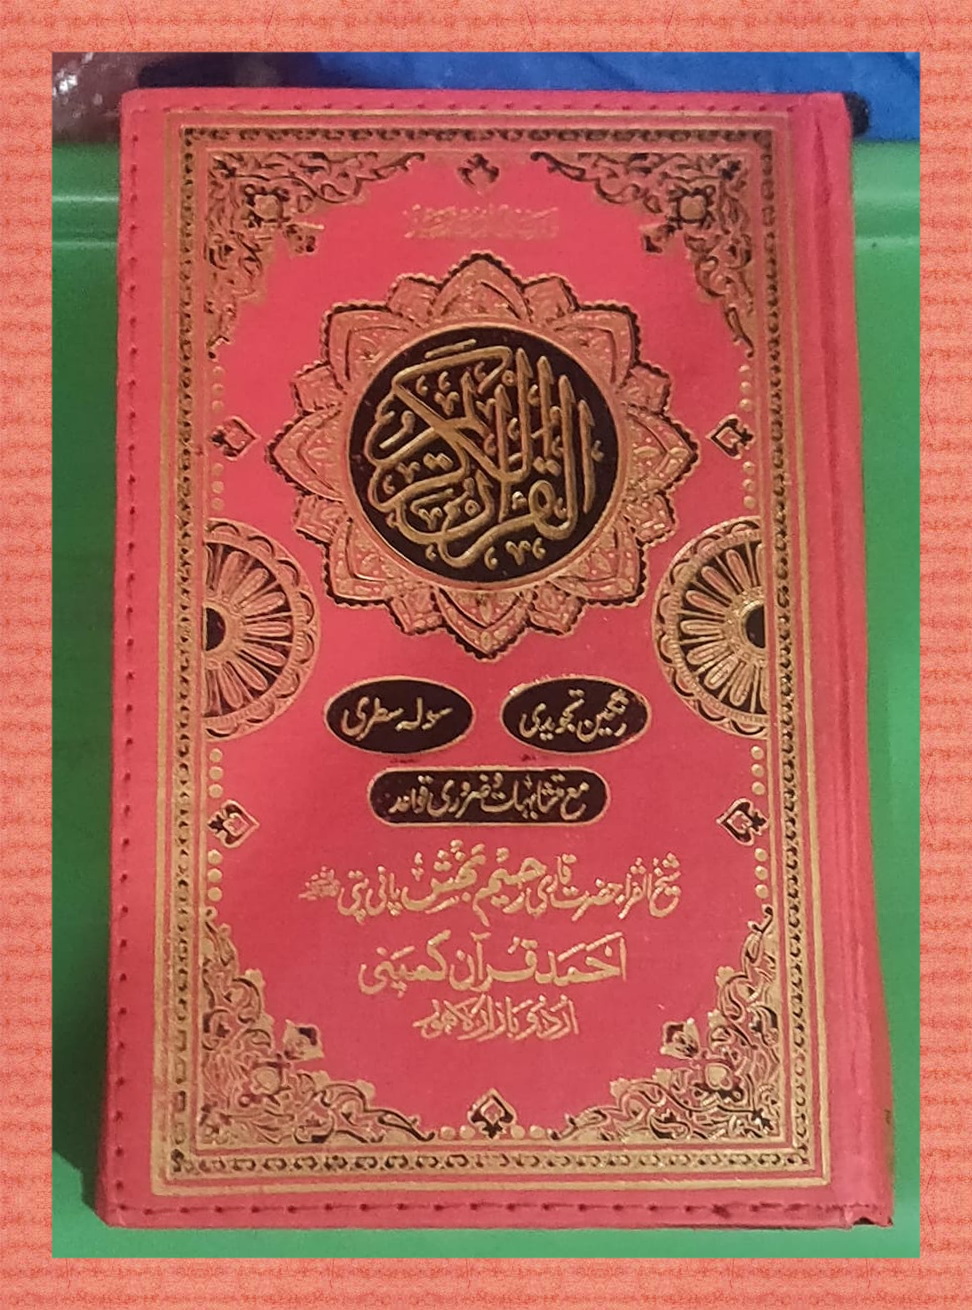 القرآن الكريم
رنگین تجویدی
سولہ سطری
مع متشابہات و ضروری قواعد
شیخ القراء حضرت قاری رحیم بخش پانی پتی
احمد قرآن کمپنی
اردو بازار لاہور